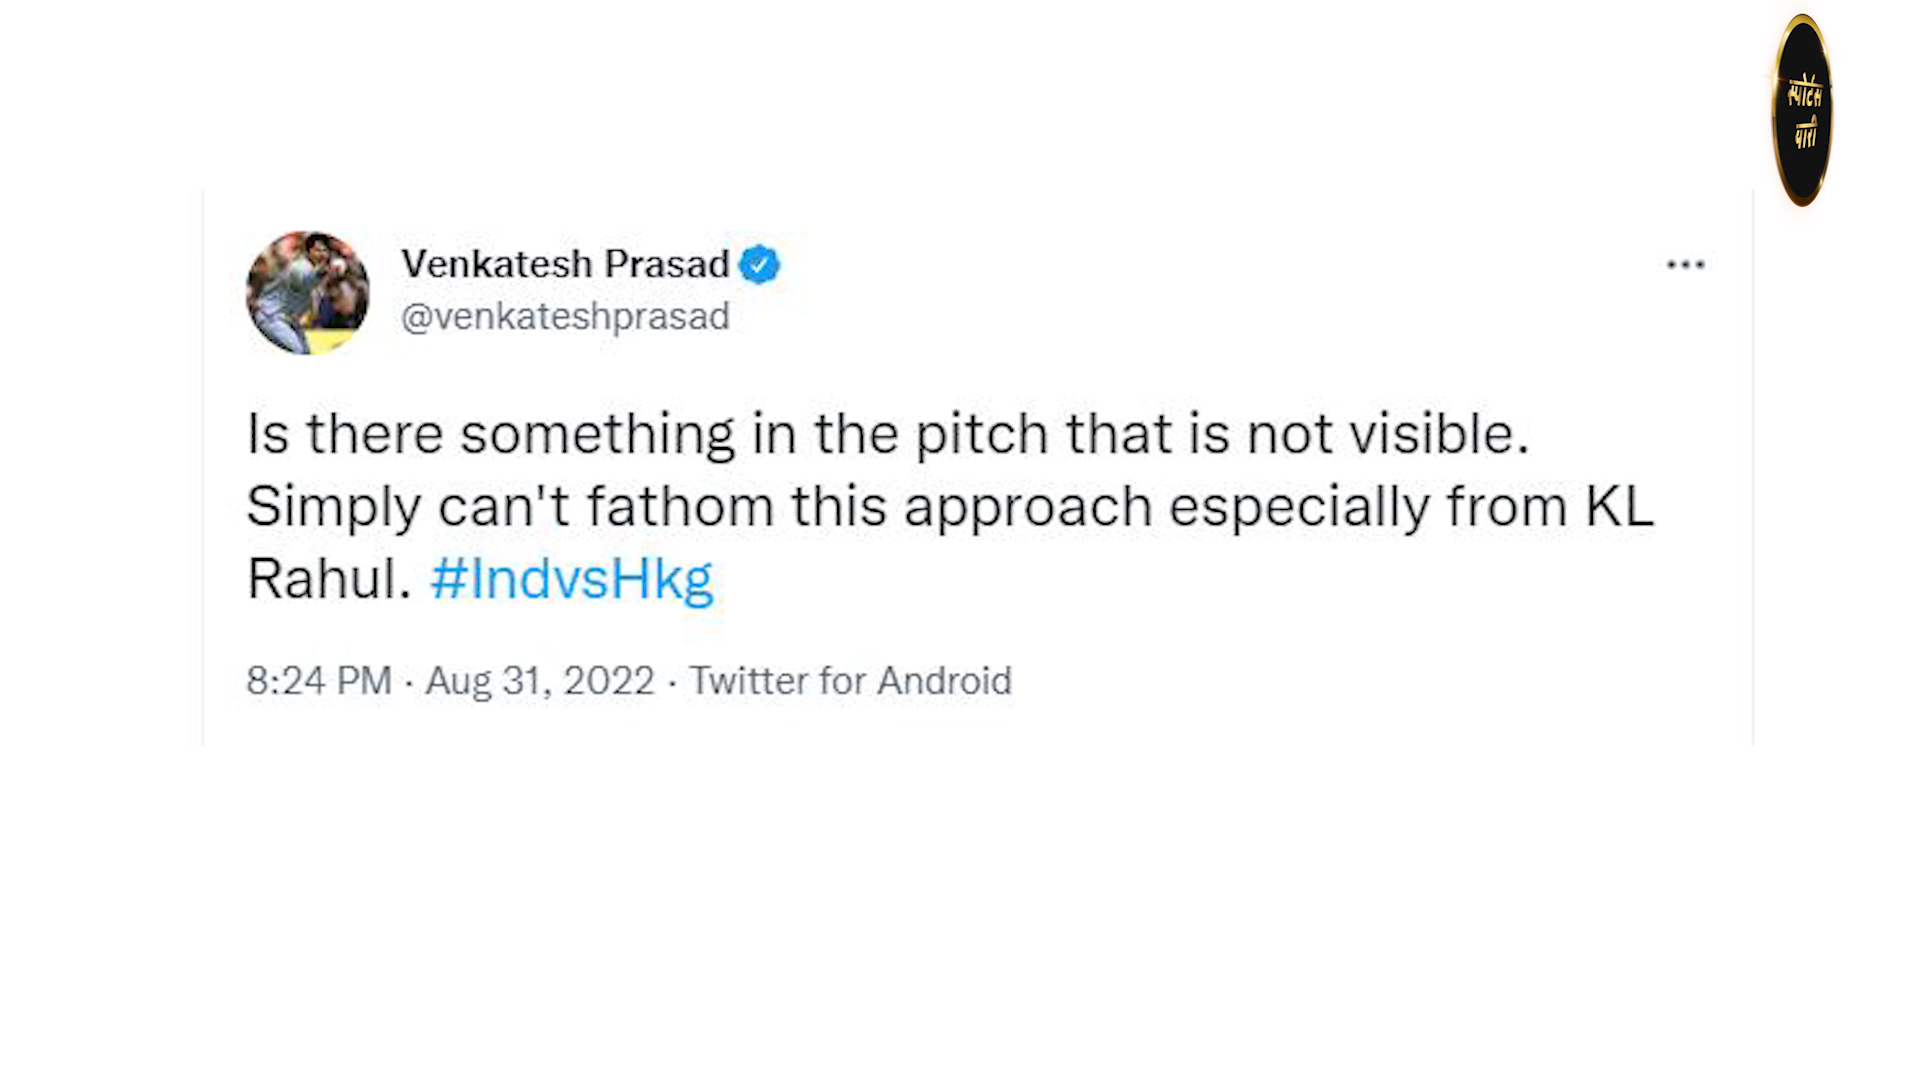 स्पोर्ट्स
पारी
Venkatesh Prasad
@venkateshprasad
Is there something in the pitch that is not visible.
Simply can't fathom this approach especially from KL
Rahul. #IndvsHkg
8:24 PM · Aug 31, 2022 · Twitter for Android